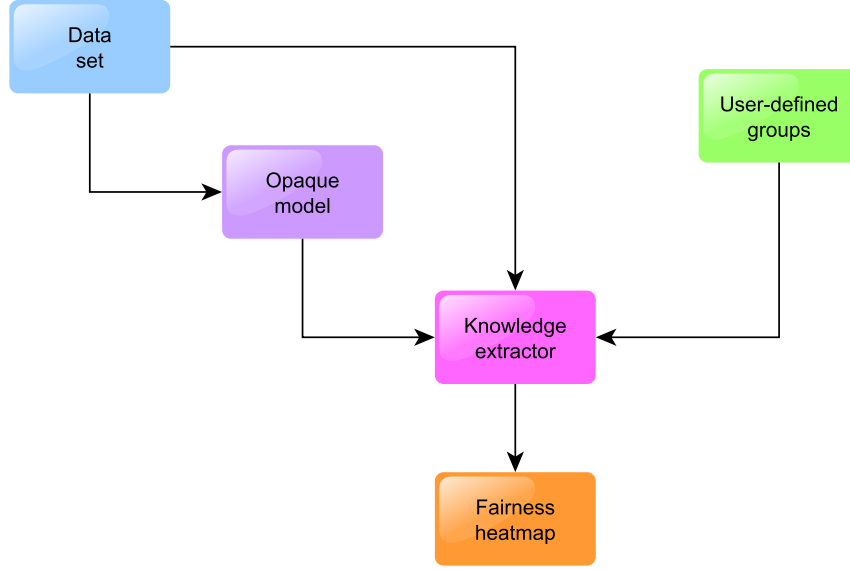 Data
set
User-defined
groups
Opaque
model
Knowledge
extractor
Fairness
heatmap